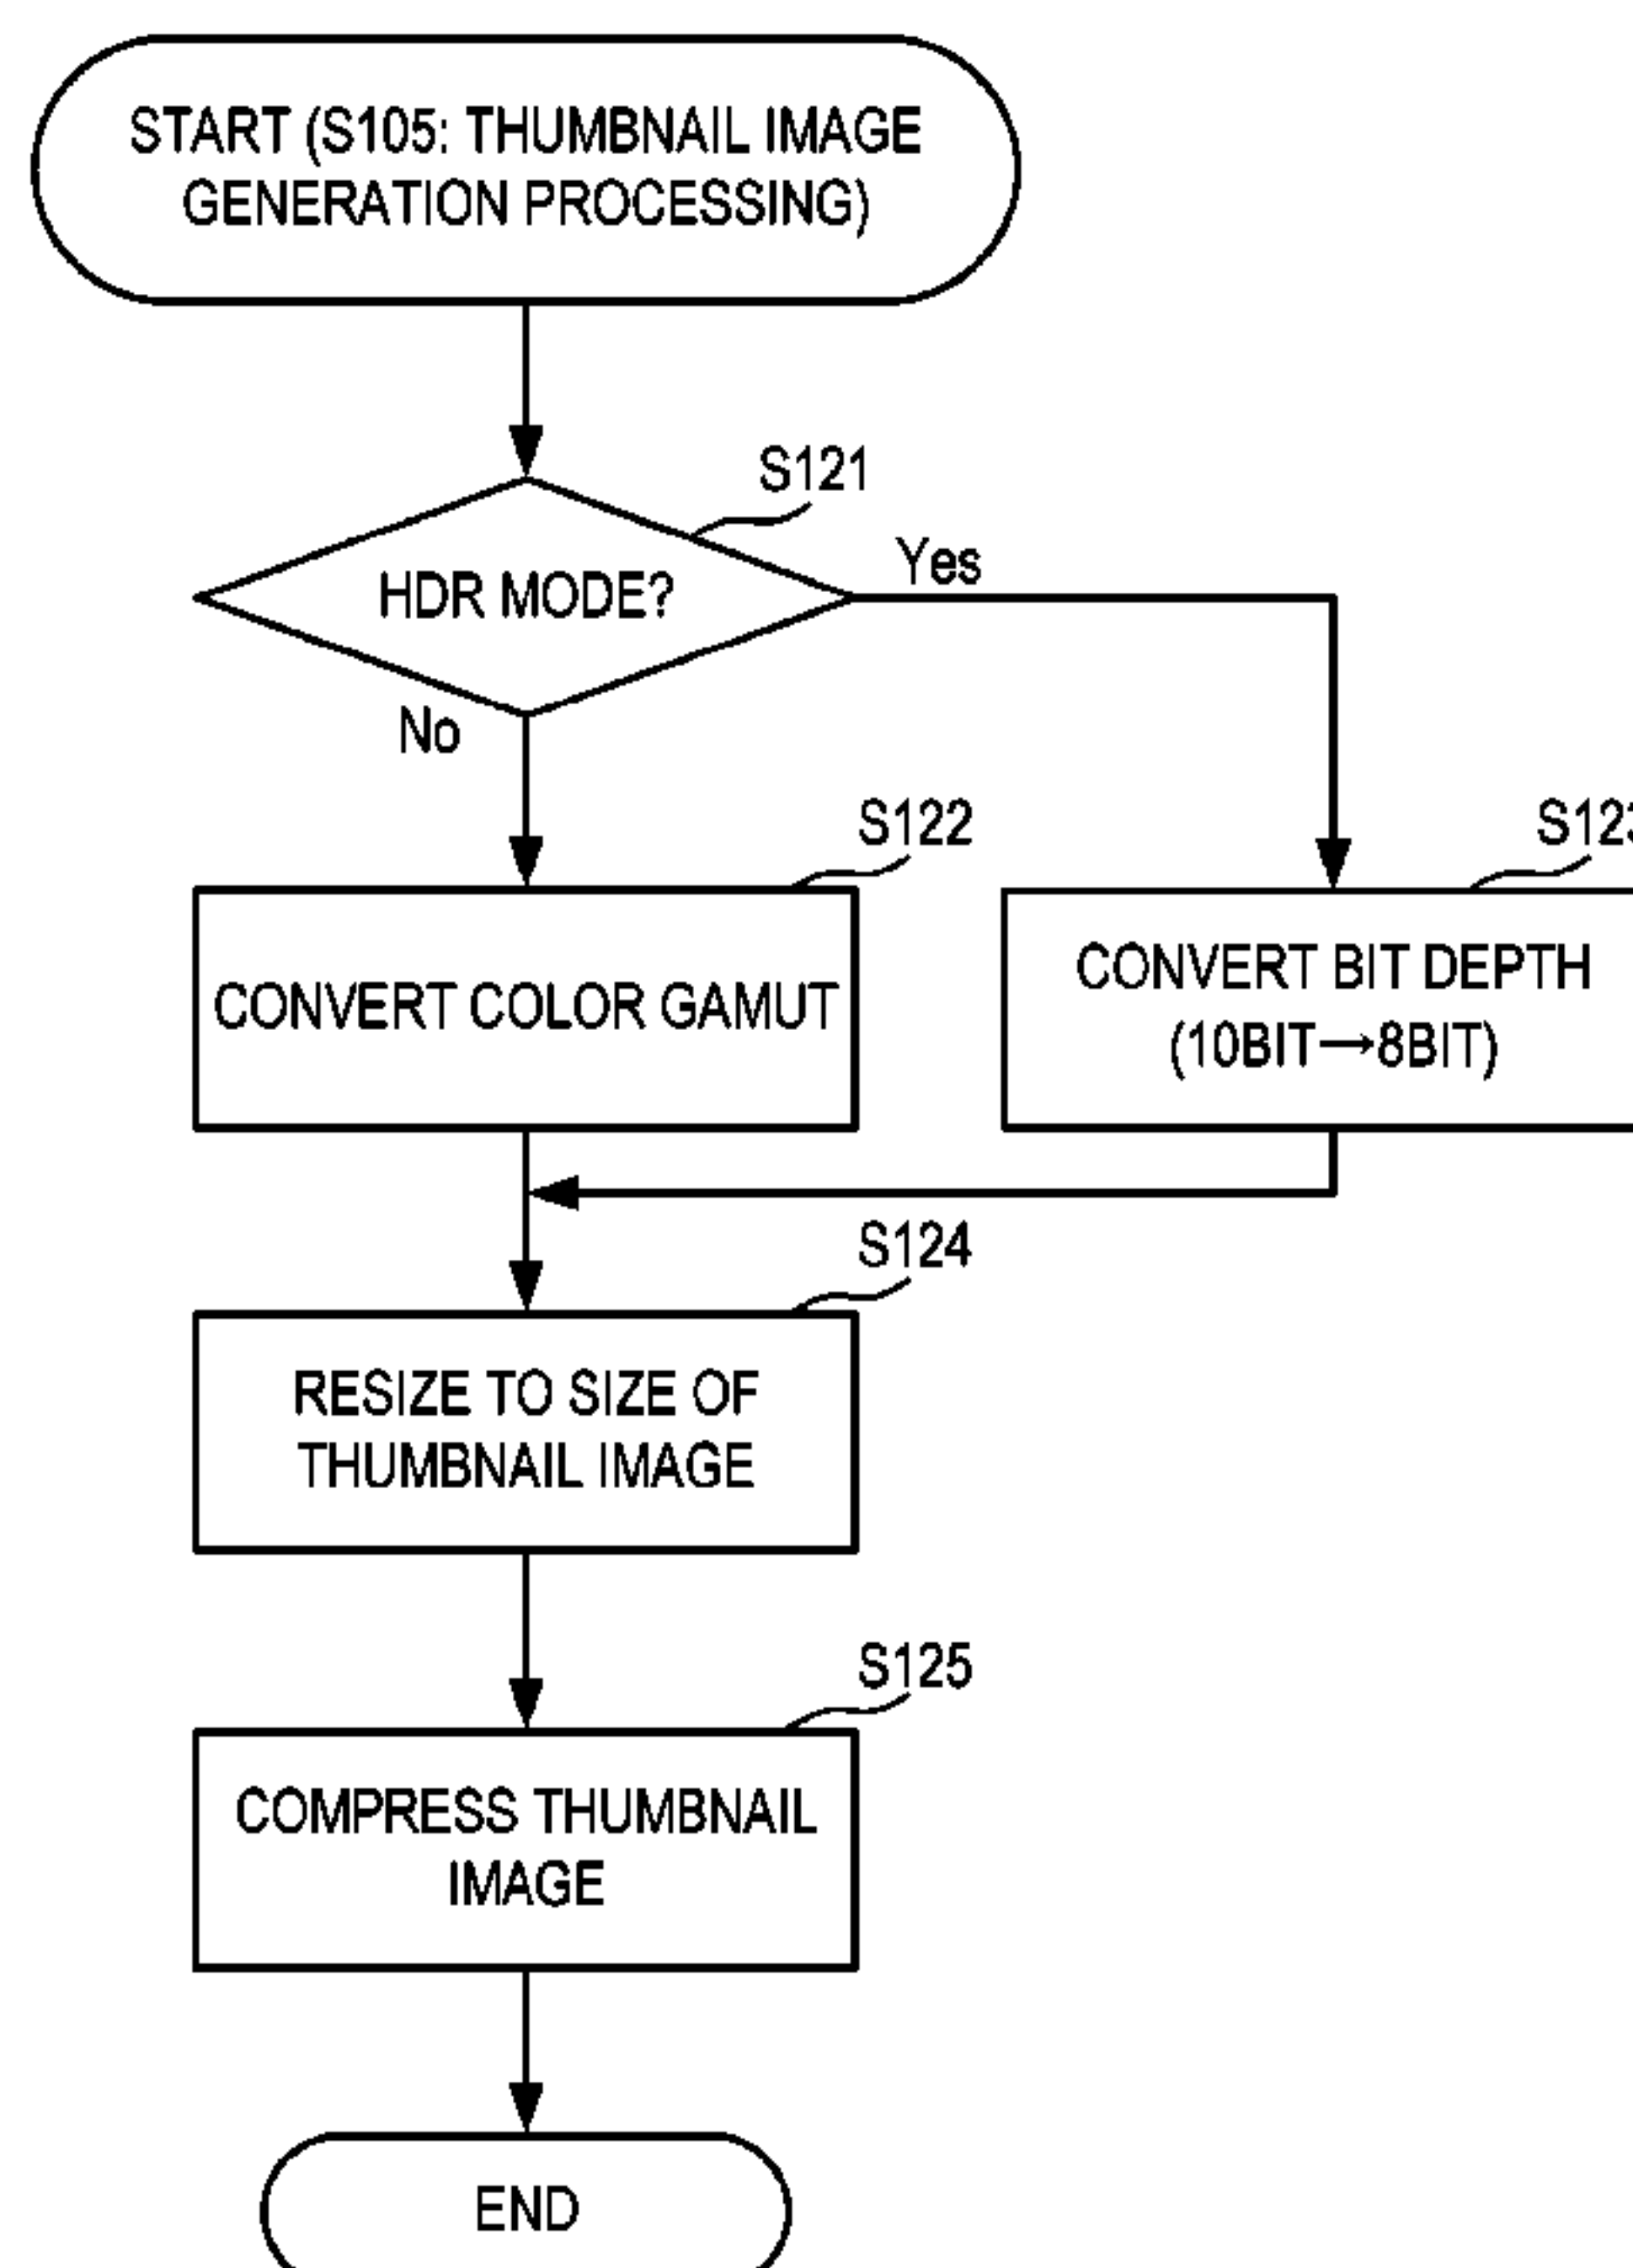 START (S105: THUMBNAIL IMAGE
GENERATION PROCESSING)
S121
HDR MODE?
Yes
No
S122
S123
CONVERT COLOR GAMUT
CONVERT BIT DEPTH
(10BIT→8BIT)
S124
RESIZE TO SIZE OF
THUMBNAIL IMAGE
S125
COMPRESS THUMBNAIL
IMAGE
END